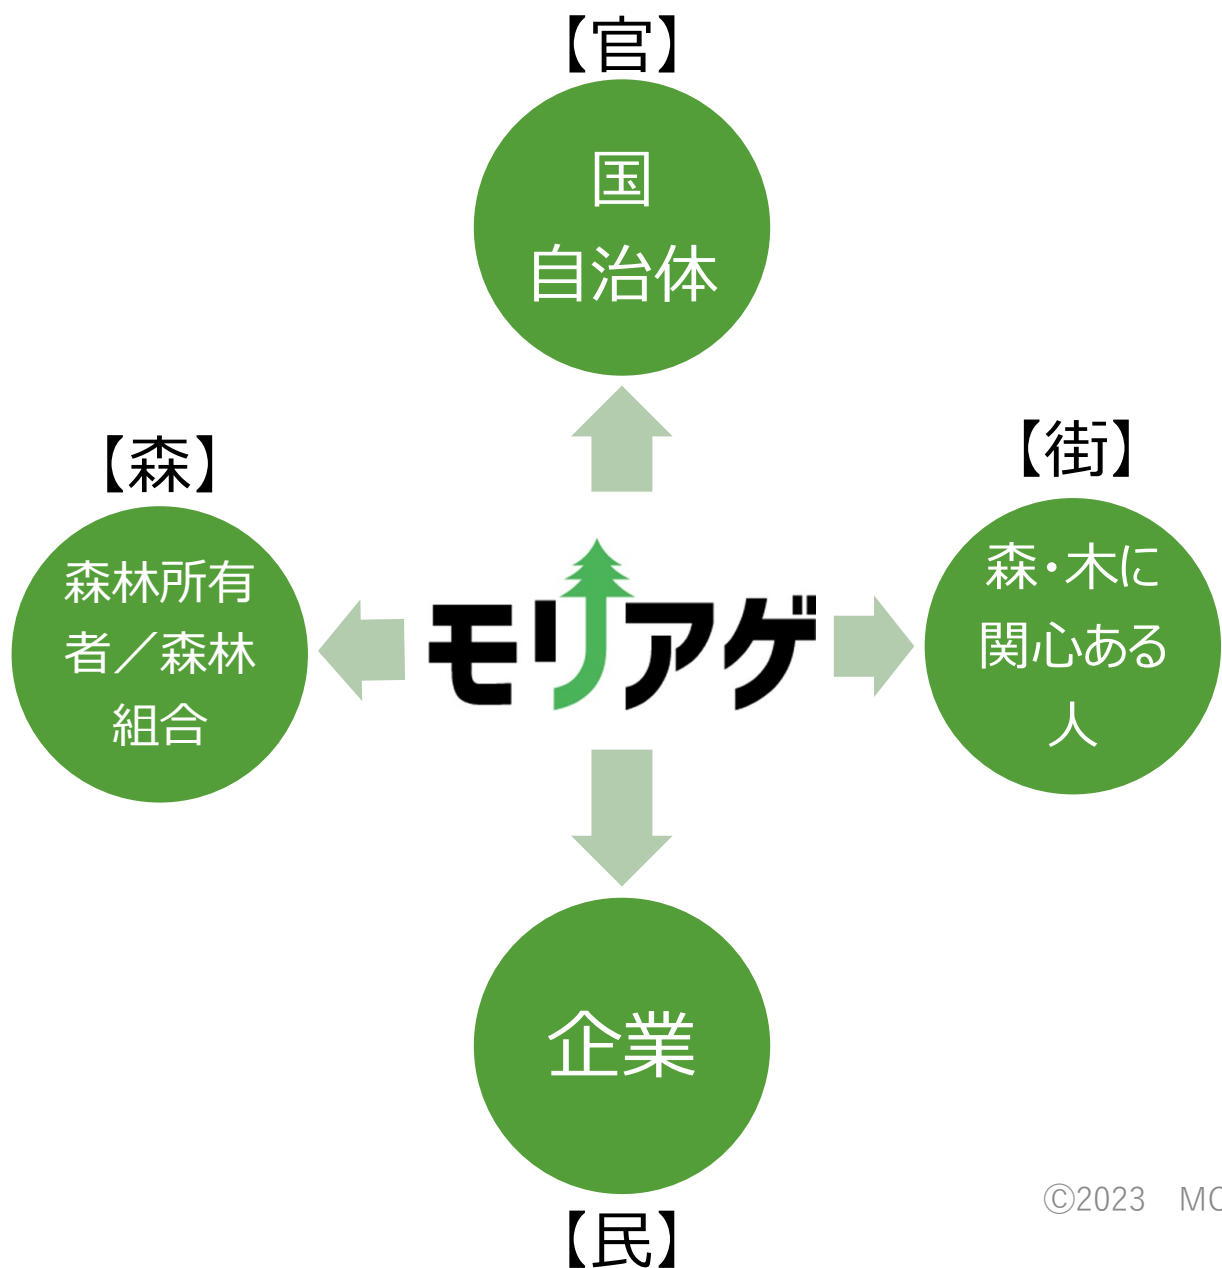 【官】
国
自治体
【森】
森林所有
者／森林
組合
モリアゲ
【街】
森・木に
関心ある
人
企業
【民】
©2023